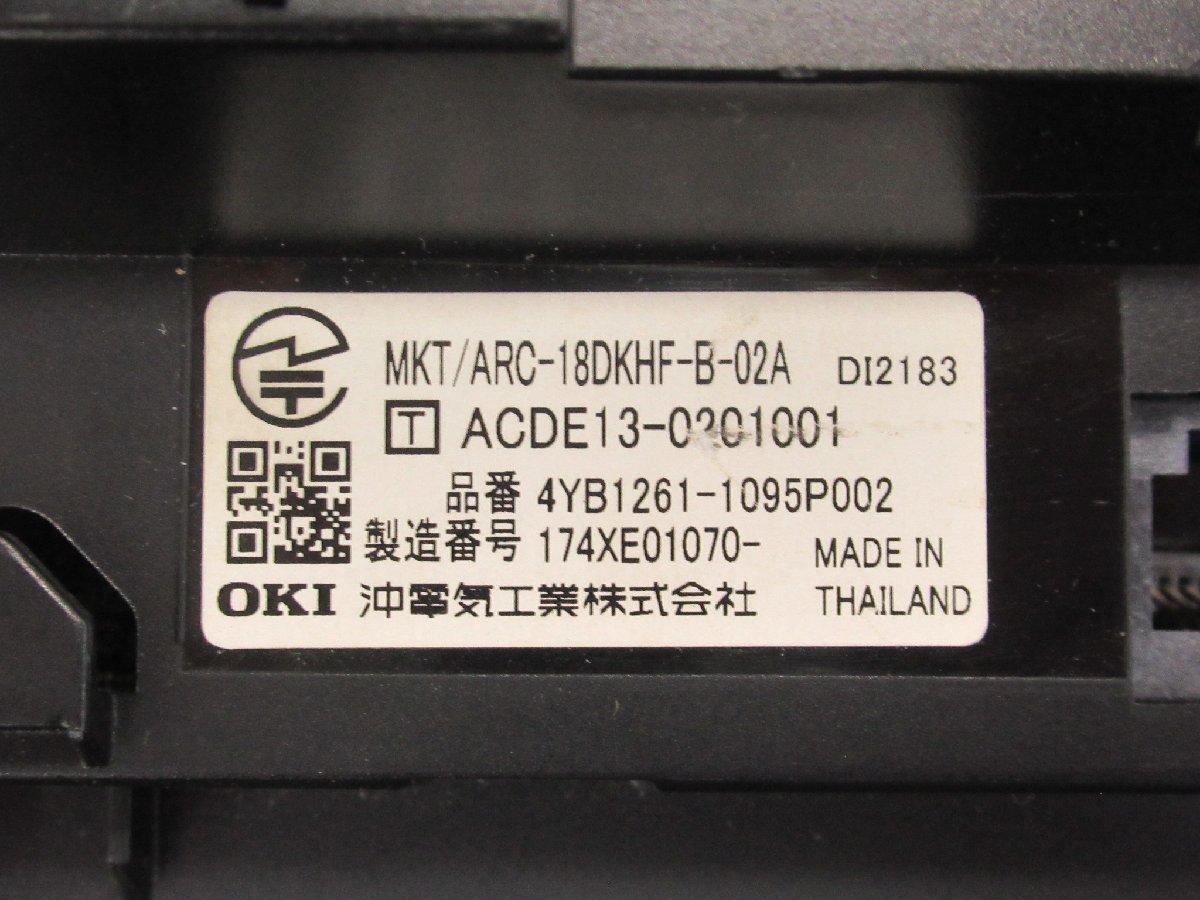 MKT/ARC-18DKHF-B-02A DI2183
T ACDE13-0201001
品番 4YB1261-1095P002
製造番号 174XE01070-
MADE IN
OKI 沖電気工業株式会社 THAILAND